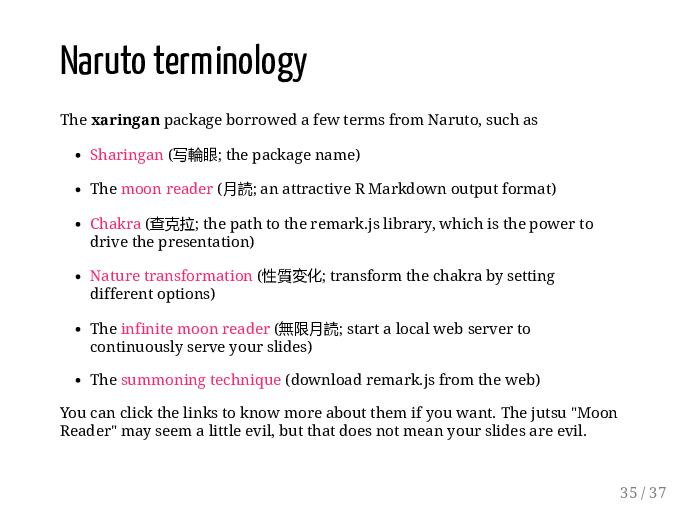 Naruto terminology
The xaringan package borrowed a few terms from Naruto, such as
• Sharingan (写輪眼; the package name)
• The moon reader (月読; an attractive R Markdown output format)
• Chakra (查克拉; the path to the remark.js library, which is the power to
drive the presentation)
• Nature transformation (性質変化; transform the chakra by setting
different options)
• The infinite moon reader (無限月読; start a local web server to
continuously serve your slides)
• The summoning technique (download remark.js from the web)
You can click the links to know more about them if you want. The jutsu "Moon
Reader" may seem a little evil, but that does not mean your slides are evil.
35 / 37